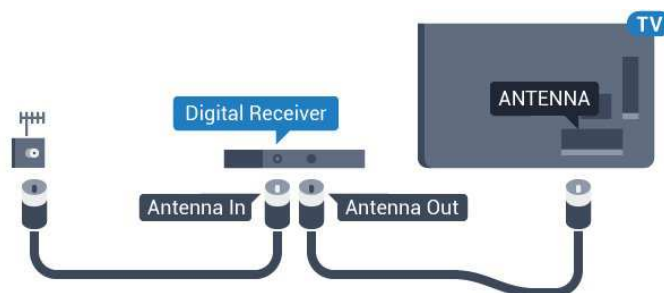 TV
ANTENNA
Digital Receiver
Antenna In
Antenna Out